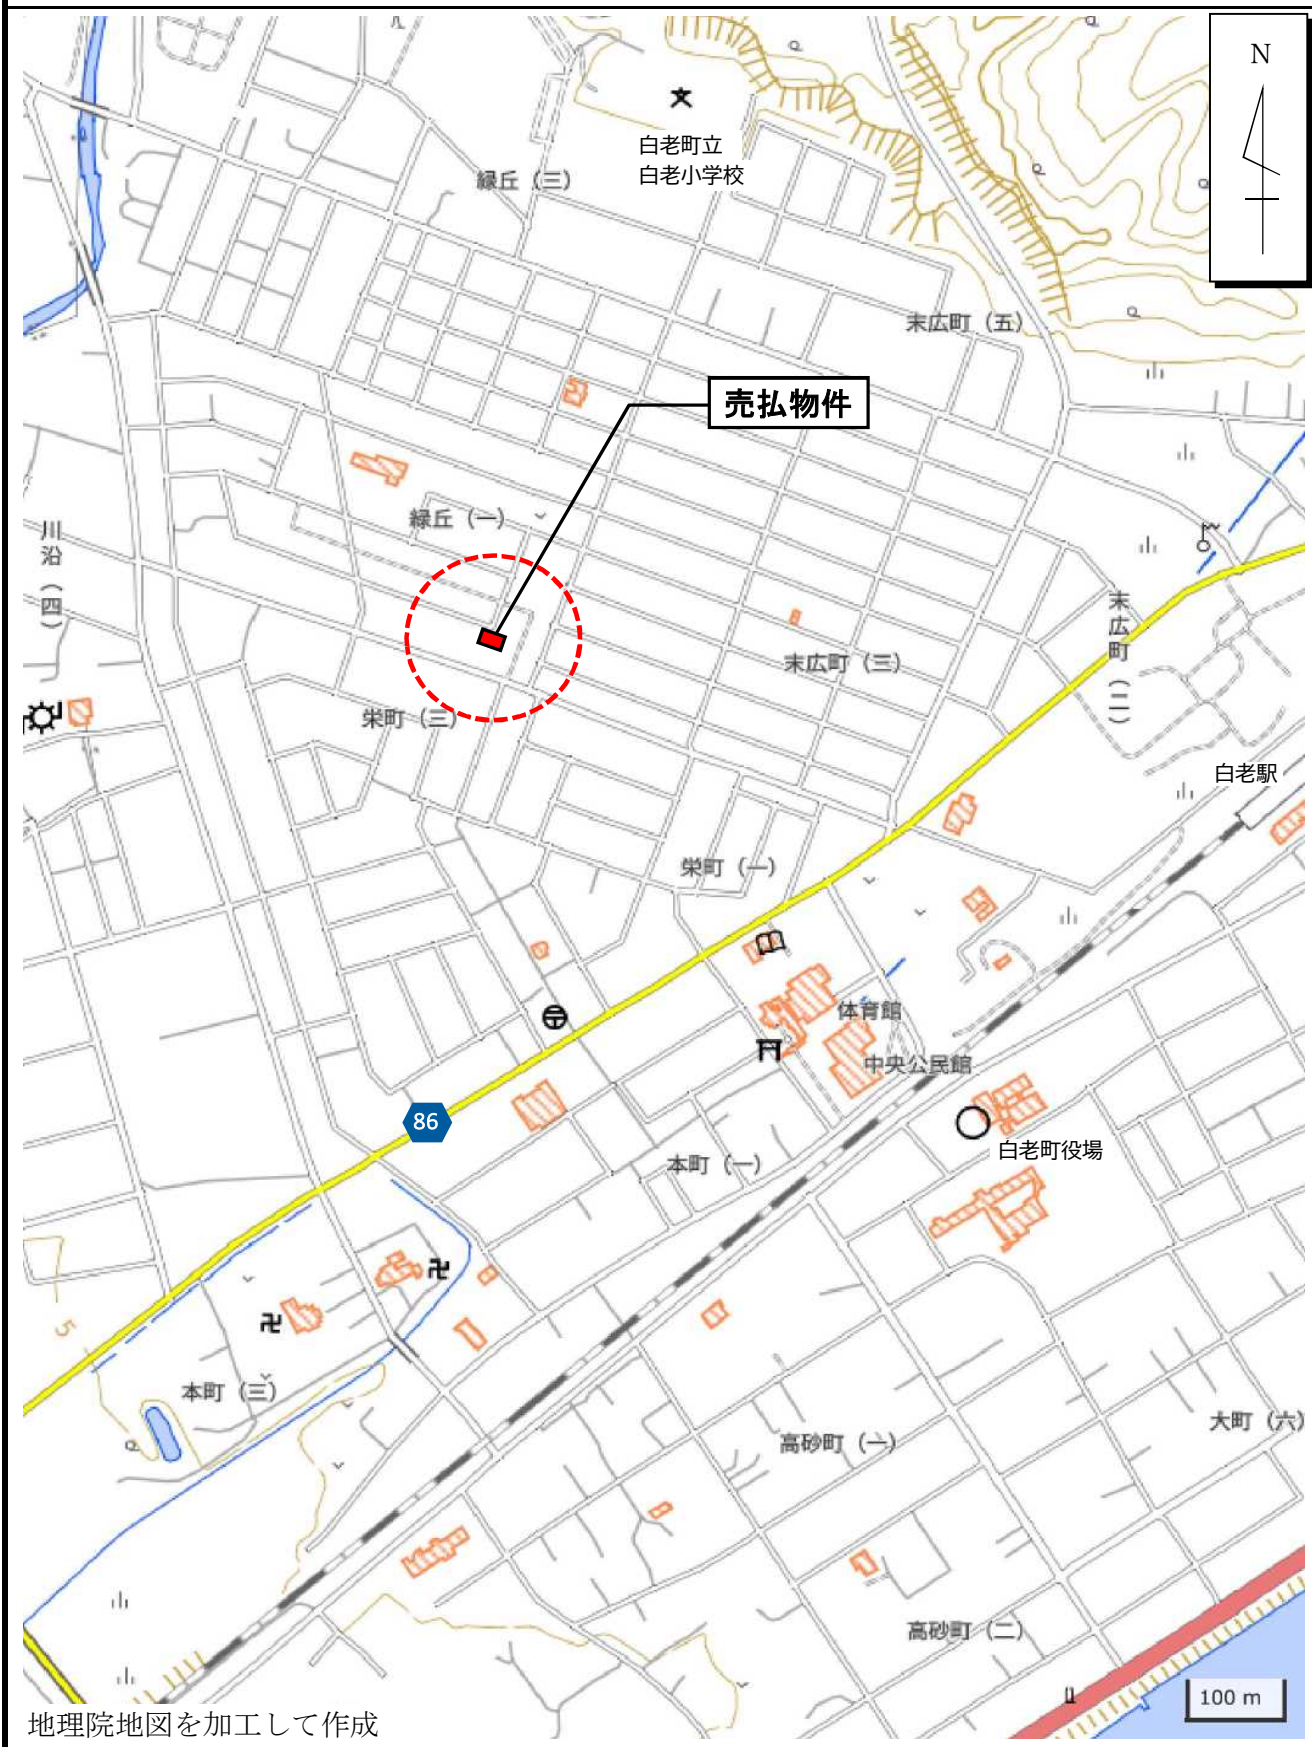 N
白老町立
白老小学校
緑丘（三）
末広町（五）
売払物件
緑丘（一）
川沿（四）
末広町（三）
末広町（二）
栄町（三）
白老駅
栄町（一）
体育館
中央公民館
86
白老町役場
本町（一）
5
本町（三）
高砂町（一）
大町（六）
高砂町（二）
100 m
地理院地図を加工して作成